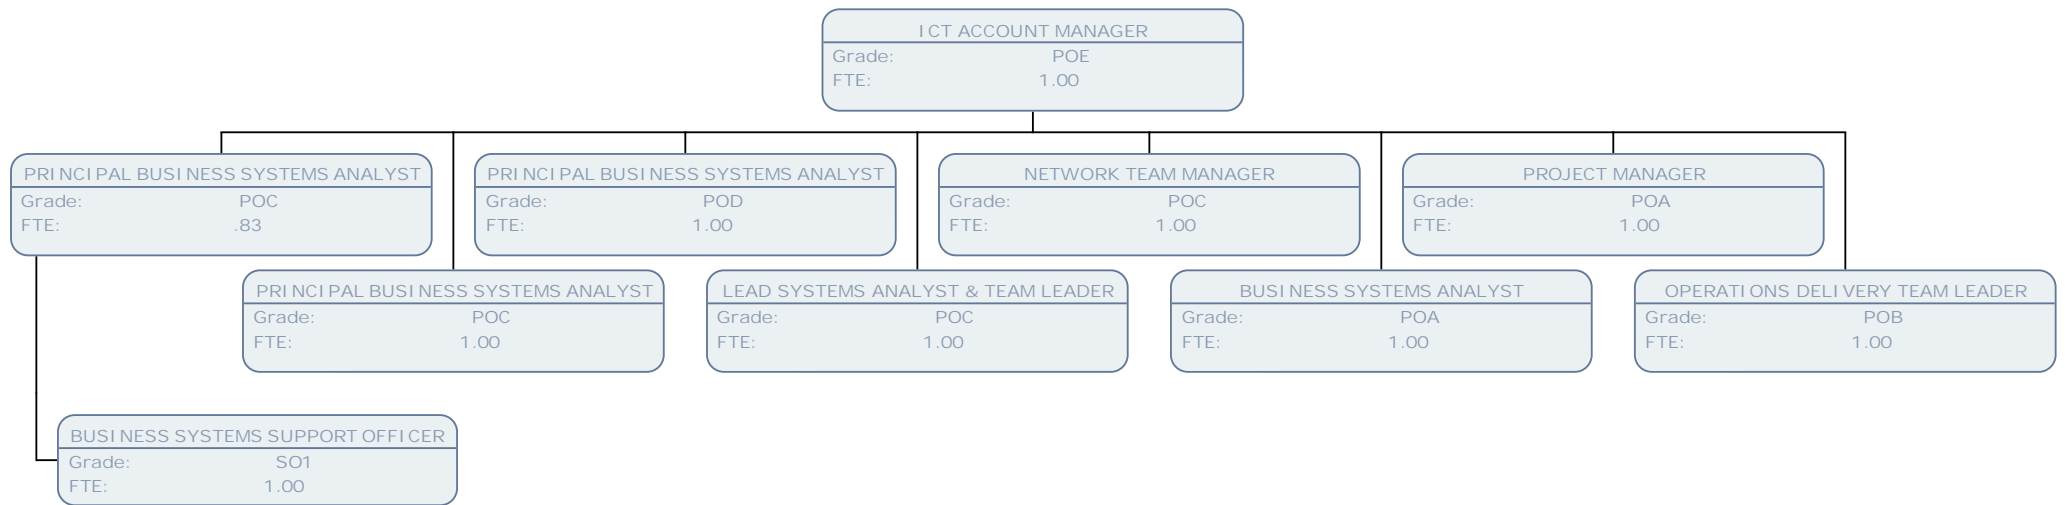 ICT ACCOUNT MANAGER
Grade: POE
FTE: 1.00
PRINCIPAL BUSINESS SYSTEMS ANALYST
Grade: POC
FTE: .83
PRINCIPAL BUSINESS SYSTEMS ANALYST
Grade: POD
FTE: 1.00
NETWORK TEAM MANAGER
Grade: POC
FTE: 1.00
PROJECT MANAGER
Grade: POA
FTE: 1.00
PRINCIPAL BUSINESS SYSTEMS ANALYST
Grade: POC
FTE: 1.00
LEAD SYSTEMS ANALYST & TEAM LEADER
Grade: POC
FTE: 1.00
BUSINESS SYSTEMS ANALYST
Grade: POA
FTE: 1.00
OPERATIONS DELIVERY TEAM LEADER
Grade: POB
FTE: 1.00
BUSINESS SYSTEMS SUPPORT OFFICER
Grade: SO1
FTE: 1.00